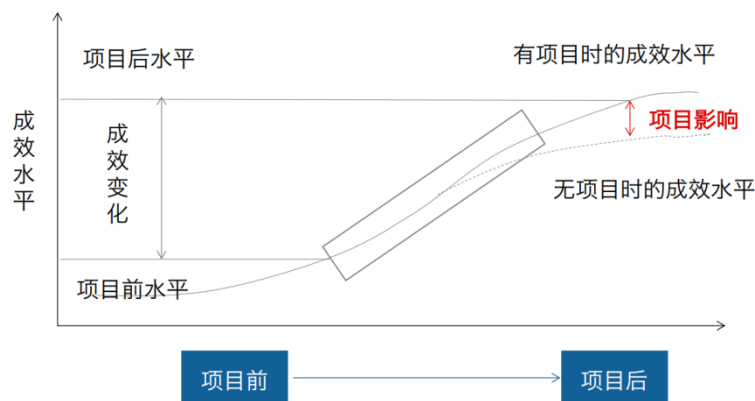 项目后水平
有项目时的成效水平
成效水平
成效变化
项目影响
无项目时的成效水平
项目前水平
项目前
项目后